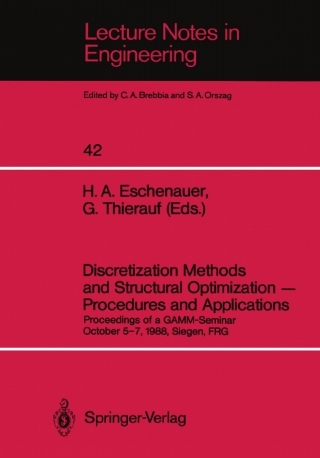 Lecture Notes in
Engineering
Edited by C. A. Brebbia and S. A. Orszag
42
H. A. Eschenauer,
G. Thierauf (Eds.)
Discretization Methods
and Structural Optimization —
Procedures and Applications
Proceedings of a GAMM-Seminar
October 5–7, 1988, Siegen, FRG
Springer-Verlag